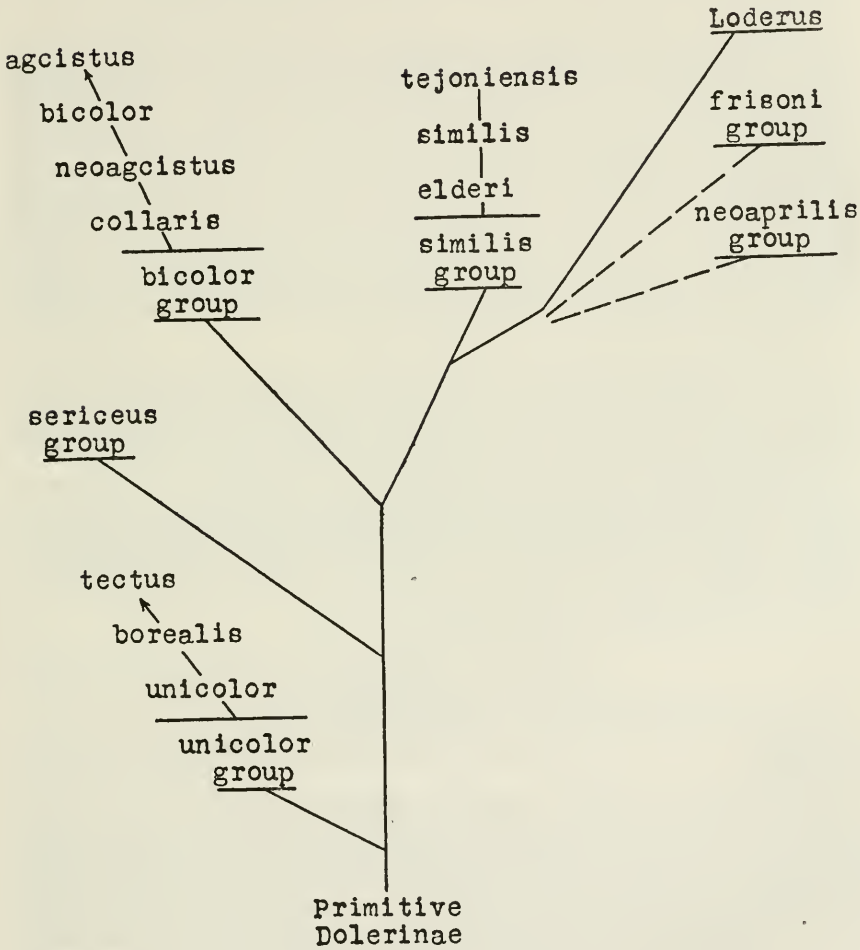 Loderus
agcistus
bicolor
neoagcistus
collaris
bicolor
group
tejoniensis
similis
elderi
similis
group
frisoni
group
neoaprilis
group
sericeus
group
tectus
borealis
unicolor
unicolor
group
Primitive
Dolerinae